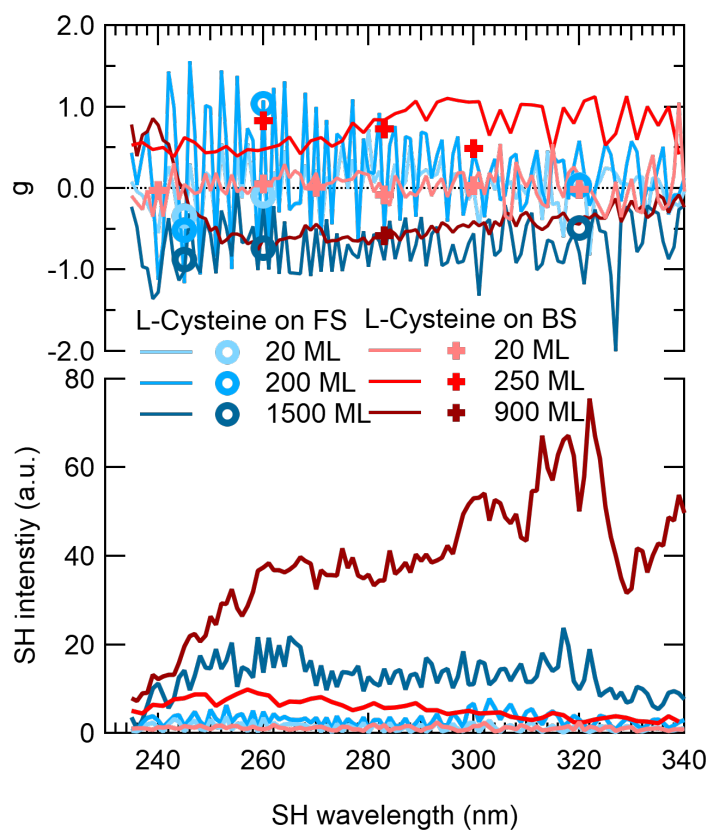 2.0
1.0
0.0
-1.0
-2.0
g
L-Cysteine on FS
20 ML
200 ML
1500 ML
L-Cysteine on BS
20 ML
250 ML
900 ML
80
60
40
20
0
SH intenstiy (a.u.)
240 260 280 300 320 340
SH wavelength (nm)